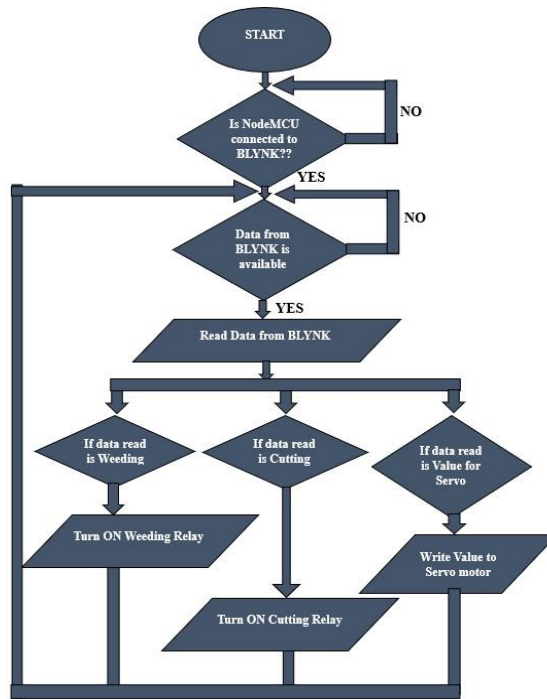 START
NO
Is NodeMCU
connected to
BLYNK??
YES
NO
Data from
BLYNK is
available
YES
Read Data from BLYNK
If data read
is Weeding
If data read
is Cutting
If data read
is Value for
Servo
Turn ON Weeding Relay
Write Value to
Servo motor
Turn ON Cutting Relay